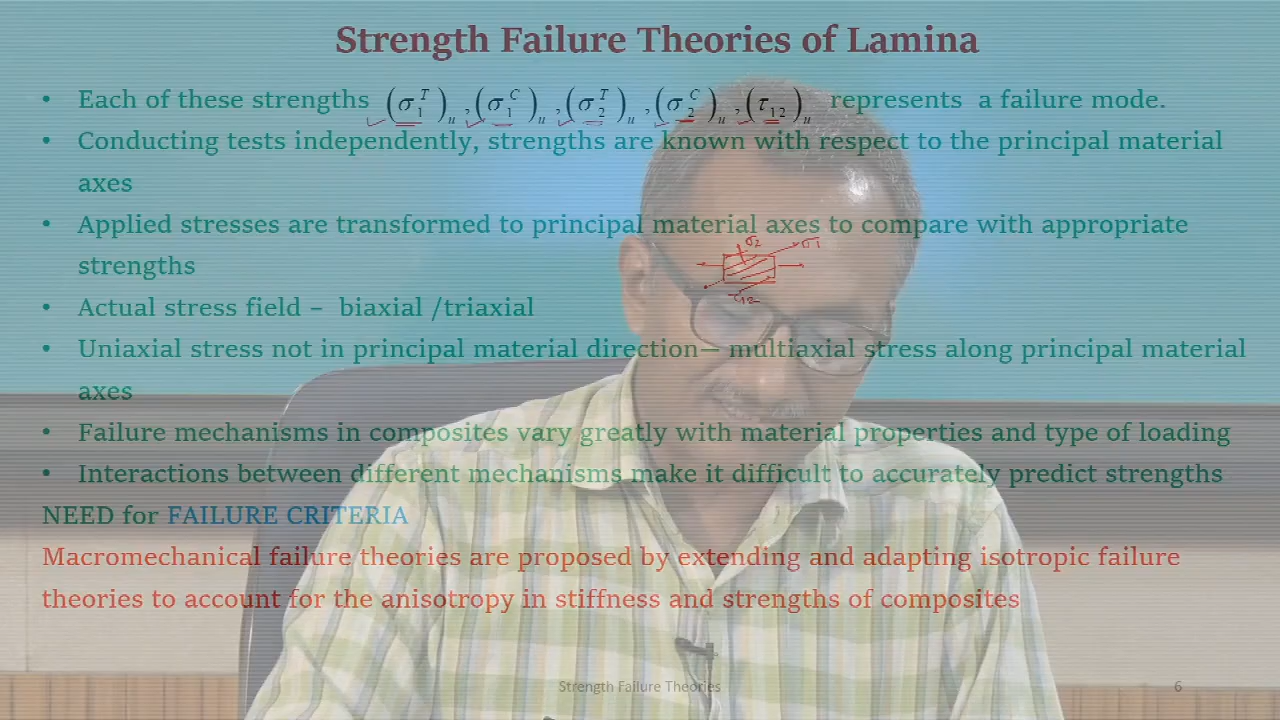 Strength Failure Theories of Lamina
• Each of these strengths (σ₁ᵀ)ᵤ , (σ₁ᶜ)ᵤ , (σ₂ᵀ)ᵤ , (σ₂ᶜ)ᵤ , (τ₁₂)ᵤ represents a failure mode.
• Conducting tests independently, strengths are known with respect to the principal material
axes
• Applied stresses are transformed to principal material axes to compare with appropriate
strengths
σ2 σ1
• Actual stress field – biaxial /triaxial
τ12
• Uniaxial stress not in principal material direction— multiaxial stress along principal material
axes
• Failure mechanisms in composites vary greatly with material properties and type of loading
• Interactions between different mechanisms make it difficult to accurately predict strengths
NEED for FAILURE CRITERIA
Macromechanical failure theories are proposed by extending and adapting isotropic failure
theories to account for the anisotropy in stiffness and strengths of composites
Strength Failure Theories 6